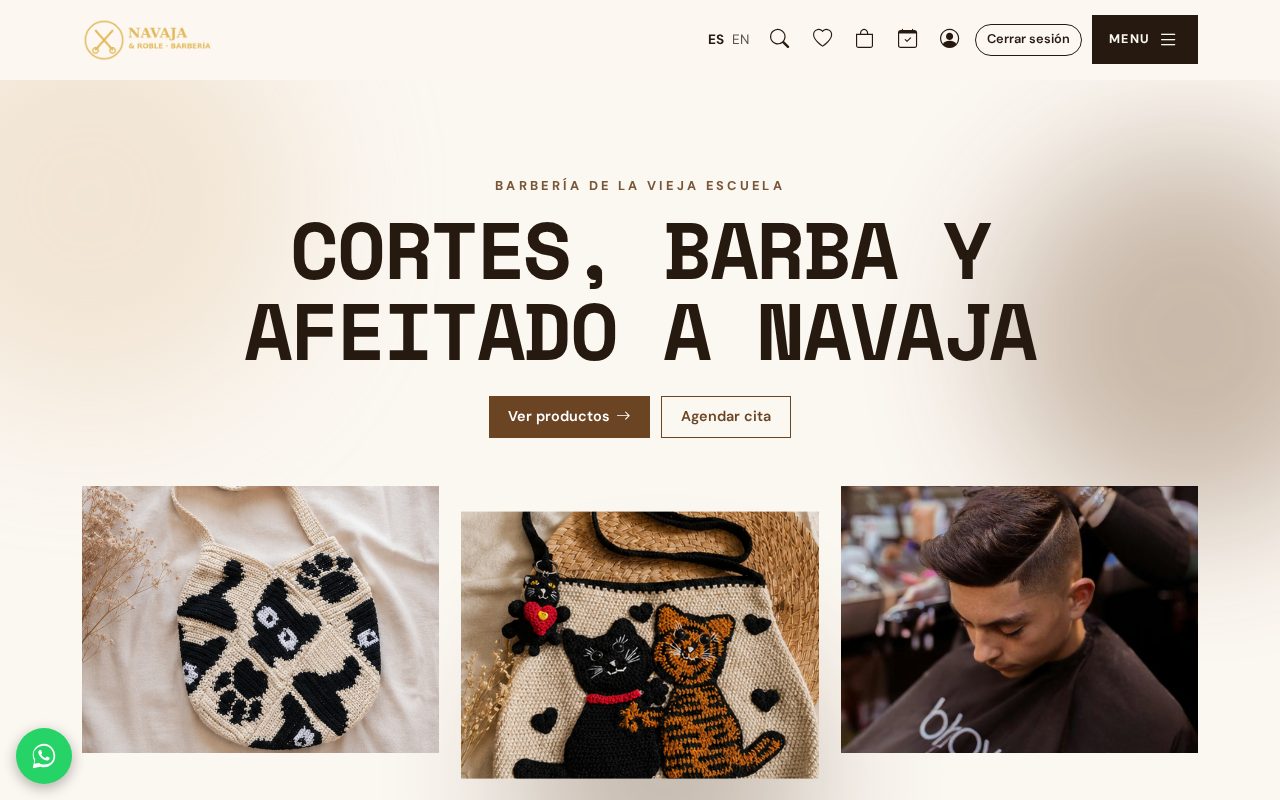 NAVAJA
& ROBLE · BARBERÍA
ES EN
Cerrar sesión
MENU
BARBERÍA DE LA VIEJA ESCUELA
CORTES, BARBA Y
AFEITADO A NAVAJA
Ver productos →
Agendar cita